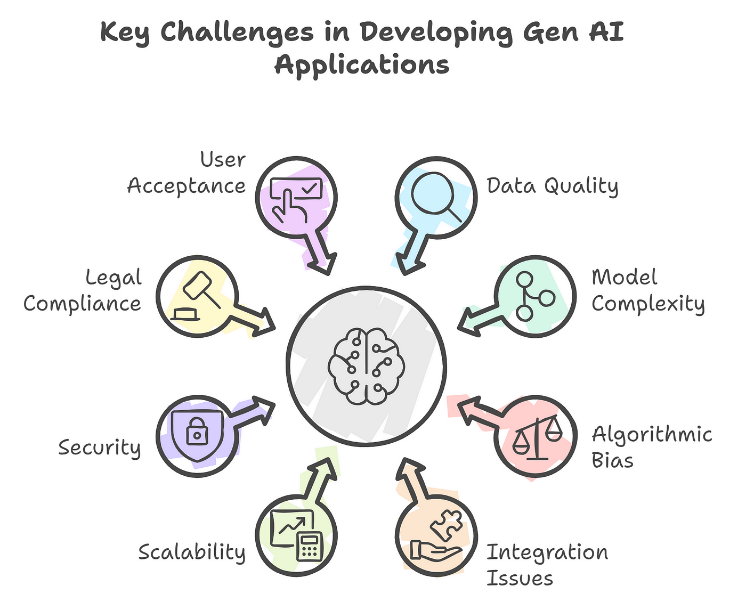 Key Challenges in Developing Gen AI
Applications
User
Acceptance
Data Quality
Legal
Compliance
Model
Complexity
Security
Algorithmic
Bias
Scalability
Integration
Issues